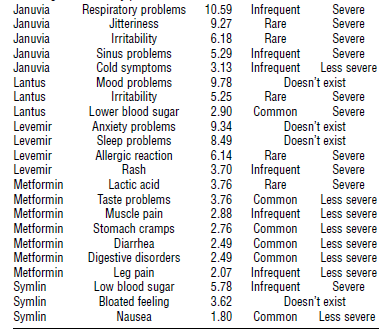 Januvia Respiratory problems 10.59 Infrequent Severe
Januvia Jitteriness 9.27 Rare Severe
Januvia Irritability 6.18 Rare Severe
Januvia Sinus problems 5.29 Infrequent Severe
Januvia Cold symptoms 3.13 Infrequent Less severe
Lantus Mood problems 9.78 Doesn't exist
Lantus Irritability 5.25 Rare Severe
Lantus Lower blood sugar 2.90 Common Severe
Levemir Anxiety problems 9.34 Doesn't exist
Levemir Sleep problems 8.49 Doesn't exist
Levemir Allergic reaction 6.14 Rare Severe
Levemir Rash 3.70 Infrequent Severe
Metformin Lactic acid 3.76 Rare Severe
Metformin Taste problems 3.76 Common Less severe
Metformin Muscle pain 2.88 Infrequent Less severe
Metformin Stomach cramps 2.76 Common Less severe
Metformin Diarrhea 2.49 Common Less severe
Metformin Digestive disorders 2.49 Common Less severe
Metformin Leg pain 2.07 Infrequent Less severe
Symlin Low blood sugar 5.78 Infrequent Severe
Symlin Bloated feeling 3.62 Doesn't exist
Symlin Nausea 1.80 Common Less severe